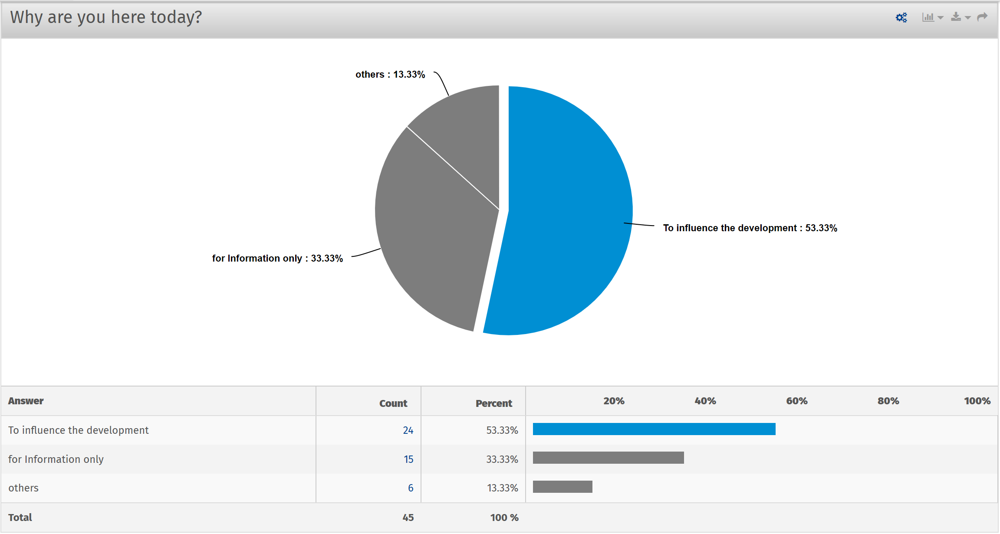 Why are you here today?
others : 13.33%
To influence the development : 53.33%
for Information only : 33.33%
Answer Count Percent 20% 40% 60% 80% 100%
To influence the development 24 53.33%
for Information only 15 33.33%
others 6 13.33%
Total 45 100 %